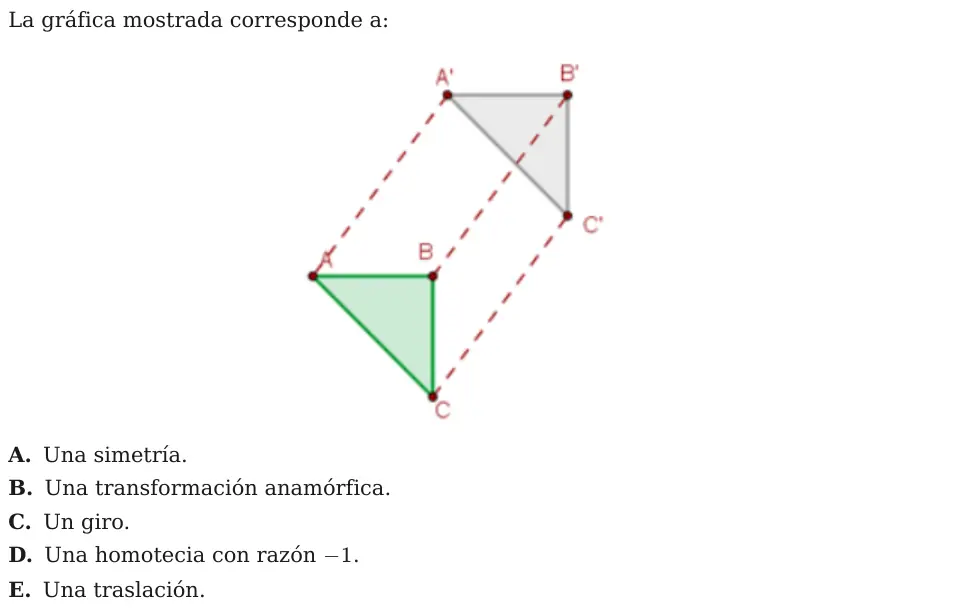 La gráfica mostrada corresponde a:
A' B'
C'
A B
C
A. Una simetría.
B. Una transformación anamórfica.
C. Un giro.
D. Una homotecia con razón −1.
E. Una traslación.